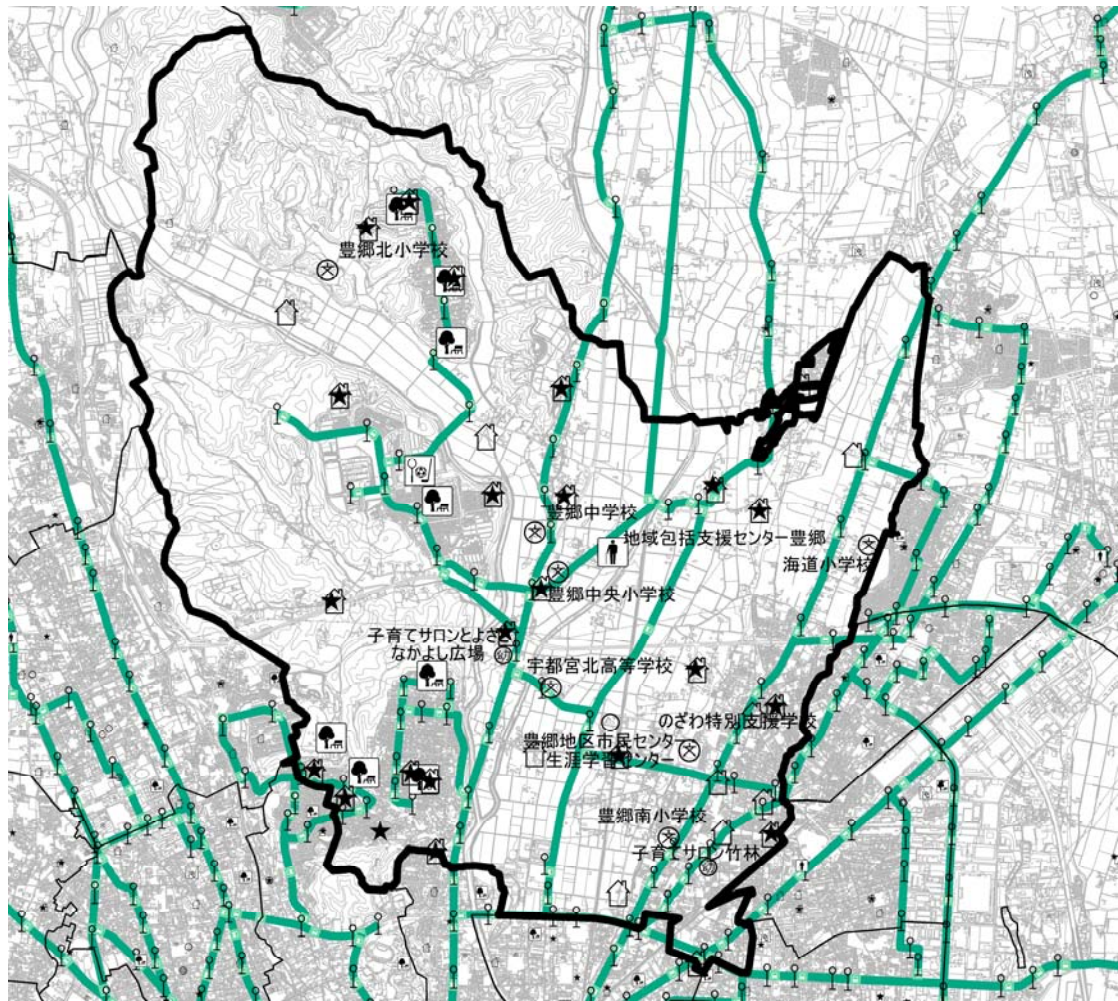 豊郷北小学校
豊郷中学校
地域包括支援センター豊郷
海道小学校
豊郷中央小学校
子育てサロンとよさと
なかよし広場
宇都宮北高等学校
のざわ特別支援学校
豊郷地区市民センター
生涯学習センター
豊郷南小学校
子育てサロン竹林